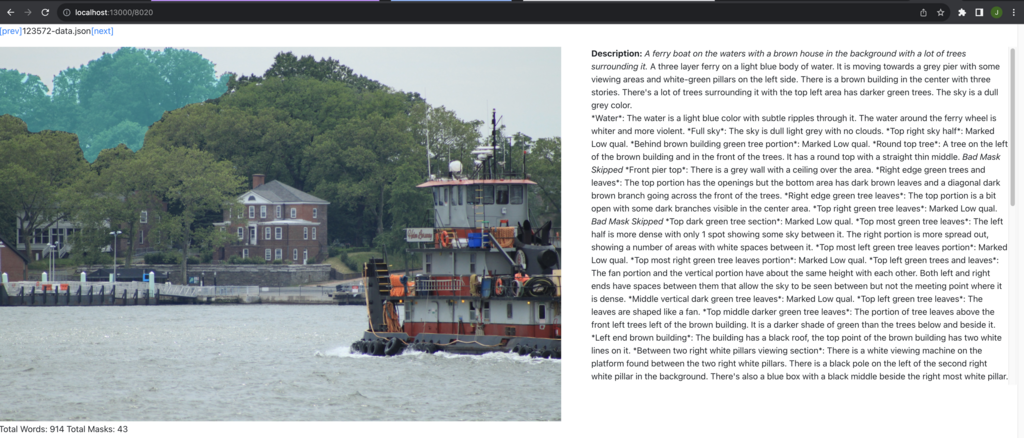 localhost:13000/8020
J
[prev]123572-data.json[next]
Description: A ferry boat on the waters with a brown house in the background with a lot of trees
surrounding it. A three layer ferry on a light blue body of water. It is moving towards a grey pier with some
viewing areas and white-green pillars on the left side. There is a brown building in the center with three
stories. There's a lot of trees surrounding it with the top left area has darker green trees. The sky is a dull
grey color.
*Water*: The water is a light blue color with subtle ripples through it. The water around the ferry wheel is
whiter and more violent. *Full sky*: The sky is dull light grey with no clouds. *Top right sky half*: Marked
Low qual. *Behind brown building green tree portion*: Marked Low qual. *Round top tree*: A tree on the left
of the brown building and in the front of the trees. It has a round top with a straight thin middle. Bad Mask
Skipped *Front pier top*: There is a grey wall with a ceiling over the area. *Right edge green trees and
leaves*: The top portion has the openings but the bottom area has dark brown leaves and a diagonal dark
brown branch going across the front of the trees. *Right edge green tree leaves*: The top portion is a bit
open with some dark branches visible in the center area. *Top right green tree leaves*: Marked Low qual.
Bad Mask Skipped *Top dark green tree section*: Marked Low qual. *Top most green tree leaves*: The left
half is more dense with only 1 spot showing some sky between it. The right portion is more spread out,
showing a number of areas with white spaces between it. *Top most left green tree leaves portion*: Marked
Low qual. *Top most right green tree leaves portion*: Marked Low qual. *Top left green trees and leaves*:
The fan portion and the vertical portion have about the same height with each other. Both left and right
ends have spaces between them that allow the sky to be seen between but not the meeting point where it
is dense. *Middle vertical dark green tree leaves*: Marked Low qual. *Top left green tree leaves*: The
leaves are shaped like a fan. *Top middle darker green tree leaves*: The portion of tree leaves above the
front left trees left of the brown building. It is a darker shade of green than the trees below and beside it.
*Left end brown building*: The building has a black roof, the top point of the brown building has two white
lines on it. *Between two right white pillars viewing section*: There is a white viewing machine on the
platform found between the two right white pillars. There is a black pole on the left of the second right
white pillar in the background. There's also a blue box with a black middle beside the right most white pillar.
Total Words: 914 Total Masks: 43